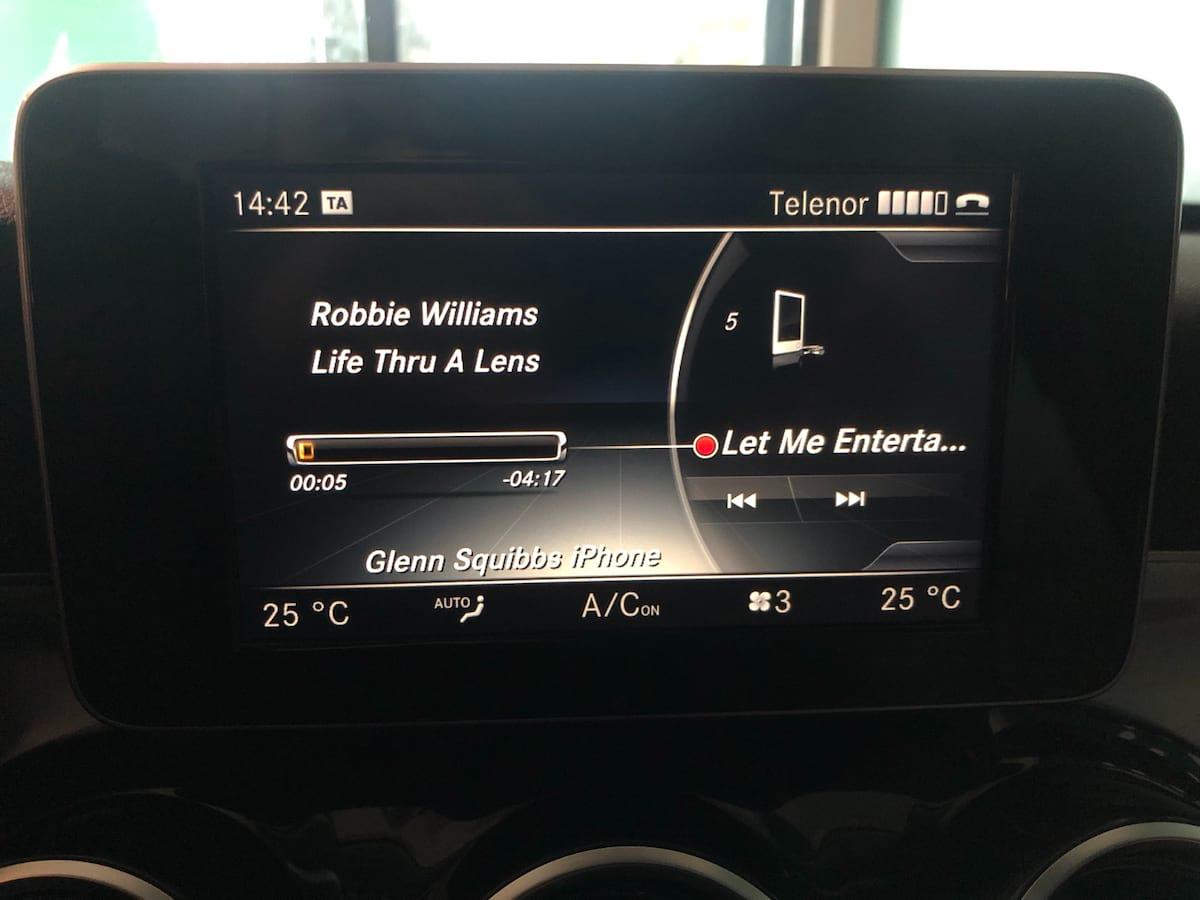 14:42 TA
Telenor
Robbie Williams
Life Thru A Lens
5
Let Me Enterta...
00:05
-04:17
Glenn Squibbs iPhone
25 °C
AUTO
A/C ON
3
25 °C